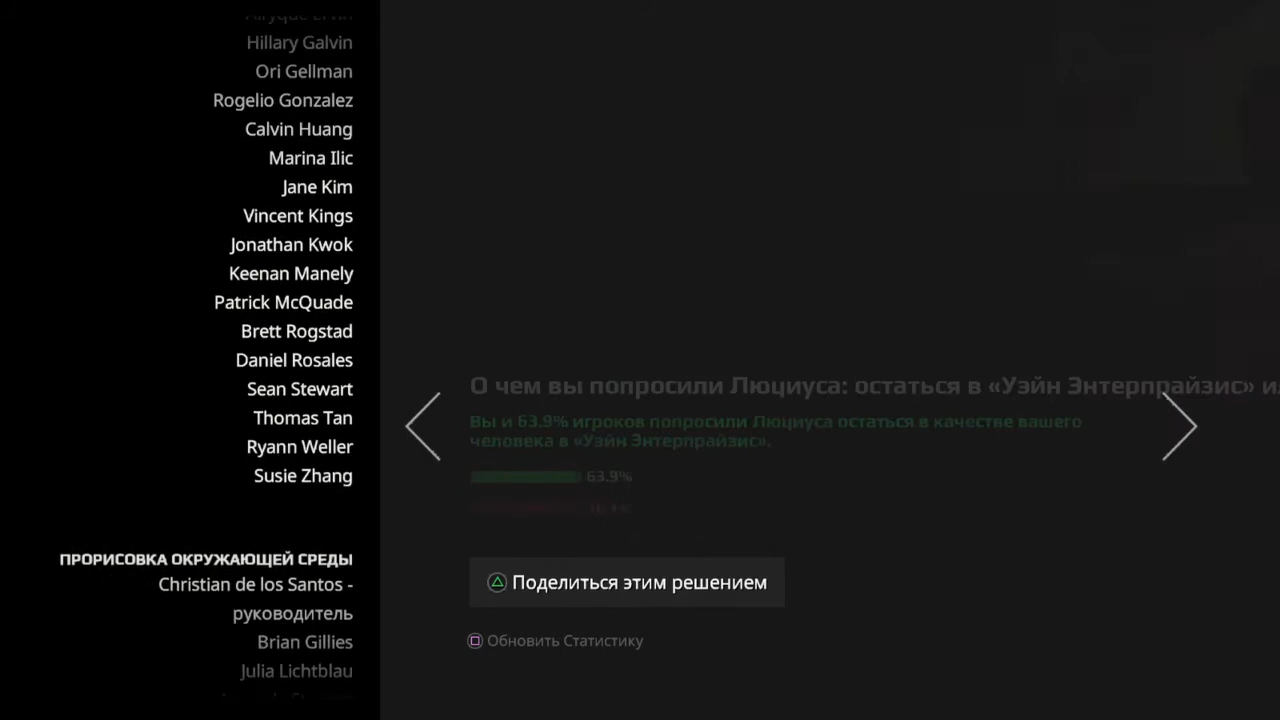 Hillary Galvin
Ori Gellman
Rogelio Gonzalez
Calvin Huang
Marina Ilic
Jane Kim
Vincent Kings
Jonathan Kwok
Keenan Manely
Patrick McQuade
Brett Rogstad
Daniel Rosales
Sean Stewart
Thomas Tan
Ryann Weller
Susie Zhang
ПРОРИСОВКА ОКРУЖАЮЩЕЙ СРЕДЫ
Christian de los Santos -
руководитель
Brian Gillies
Julia Lichtblau
О чем вы попросили Люциуса: остаться в «Уэйн Энтерпрайзис»
Вы и 63.9% игроков попросили Люциуса остаться в качестве вашего
человека в «Уэйн Энтерпрайзис».
63.9%
Поделиться этим решением
Обновить Статистику